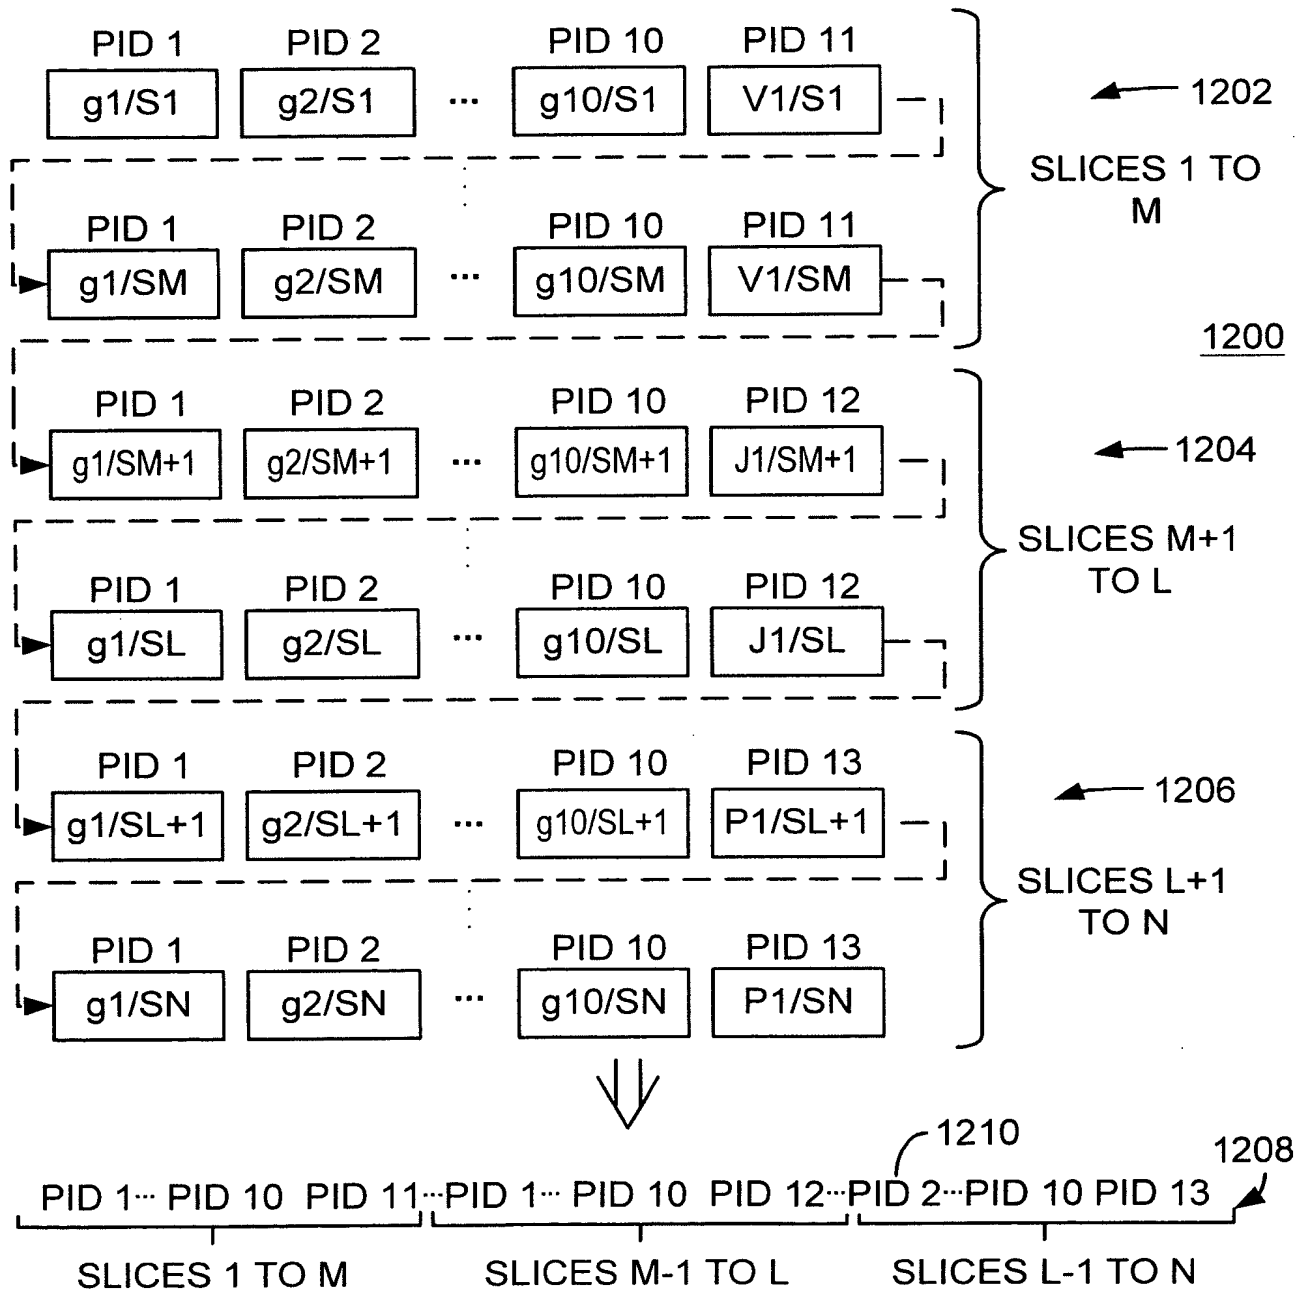 PID 1 PID 2 PID 10 PID 11
g1/S1 g2/S1 ... g10/S1 V1/S1
1202
SLICES 1 TO
M
PID 1 PID 2 PID 10 PID 11
g1/SM g2/SM ... g10/SM V1/SM
1200
PID 1 PID 2 PID 10 PID 12
g1/SM+1 g2/SM+1 ... g10/SM+1 J1/SM+1
1204
SLICES M+1
TO L
PID 1 PID 2 PID 10 PID 12
g1/SL g2/SL ... g10/SL J1/SL
PID 1 PID 2 PID 10 PID 13
g1/SL+1 g2/SL+1 ... g10/SL+1 P1/SL+1
1206
SLICES L+1
TO N
PID 1 PID 2 PID 10 PID 13
g1/SN g2/SN ... g10/SN P1/SN
1210
1208
PID 1... PID 10 PID 11...PID 1... PID 10 PID 12...PID 2...PID 10 PID 13
SLICES 1 TO M SLICES M-1 TO L SLICES L-1 TO N